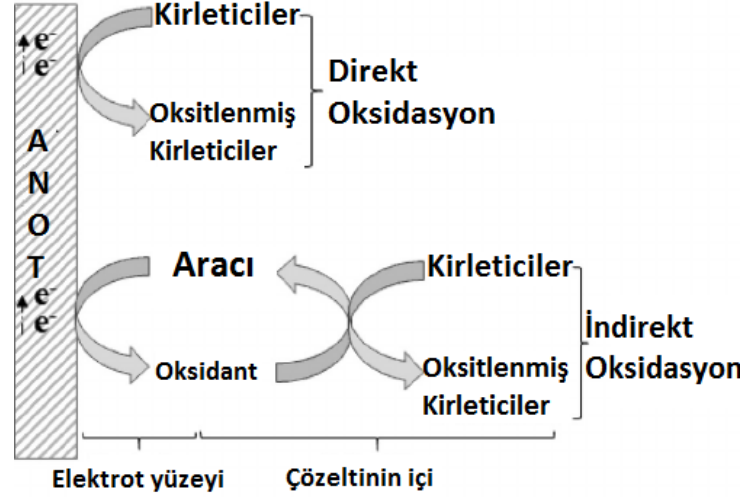 Kirleticiler
e⁻
e⁻
Direkt
Oksidasyon
Oksitlenmiş
Kirleticiler
A
N
O
T
Aracı
Kirleticiler
e⁻
e⁻
İndirekt
Oksidasyon
Oksidant
Oksitlenmiş
Kirleticiler
Elektrot yüzeyi
Çözeltinin içi